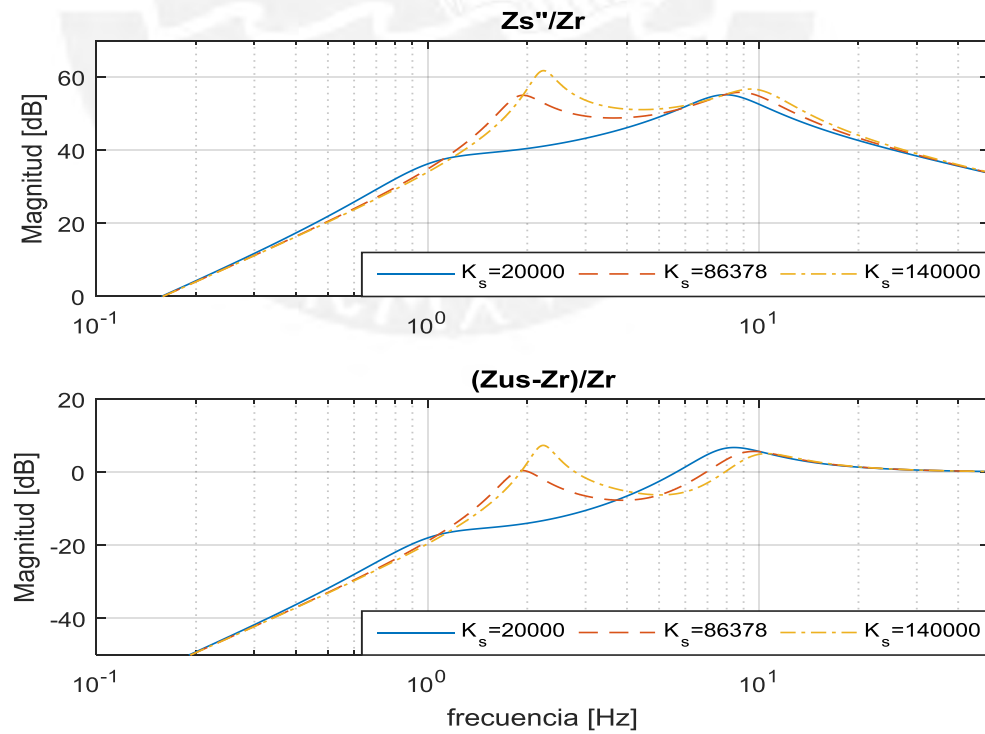 Zs"/Zr
Magnitud [dB]
60
40
20
0
K_s=20000 K_s=86378 K_s=140000
10^-1 10^0 10^1
(Zus-Zr)/Zr
Magnitud [dB]
20
0
-20
-40
K_s=20000 K_s=86378 K_s=140000
10^-1 10^0 10^1
frecuencia [Hz]